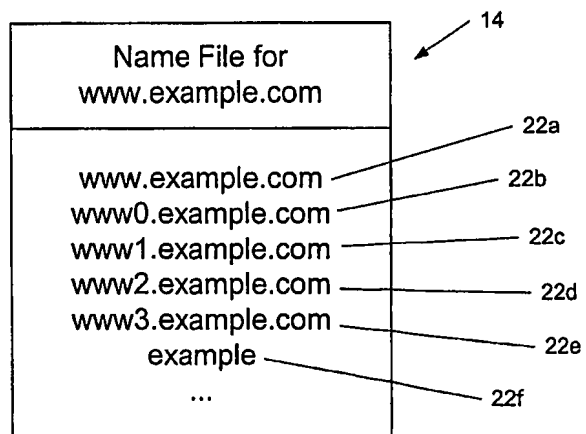 14
Name File for
www.example.com
22a
www.example.com
22b
www0.example.com
www1.example.com
22c
www2.example.com
22d
www3.example.com
22e
example
22f
...